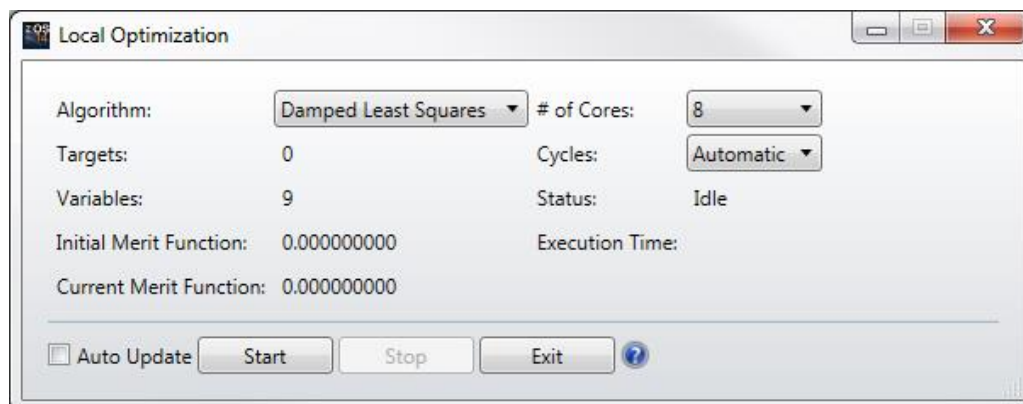 Local Optimization
Algorithm: Damped Least Squares # of Cores: 8
Targets: 0 Cycles: Automatic
Variables: 9 Status: Idle
Initial Merit Function: 0.000000000 Execution Time:
Current Merit Function: 0.000000000
Auto Update Start Stop Exit ?